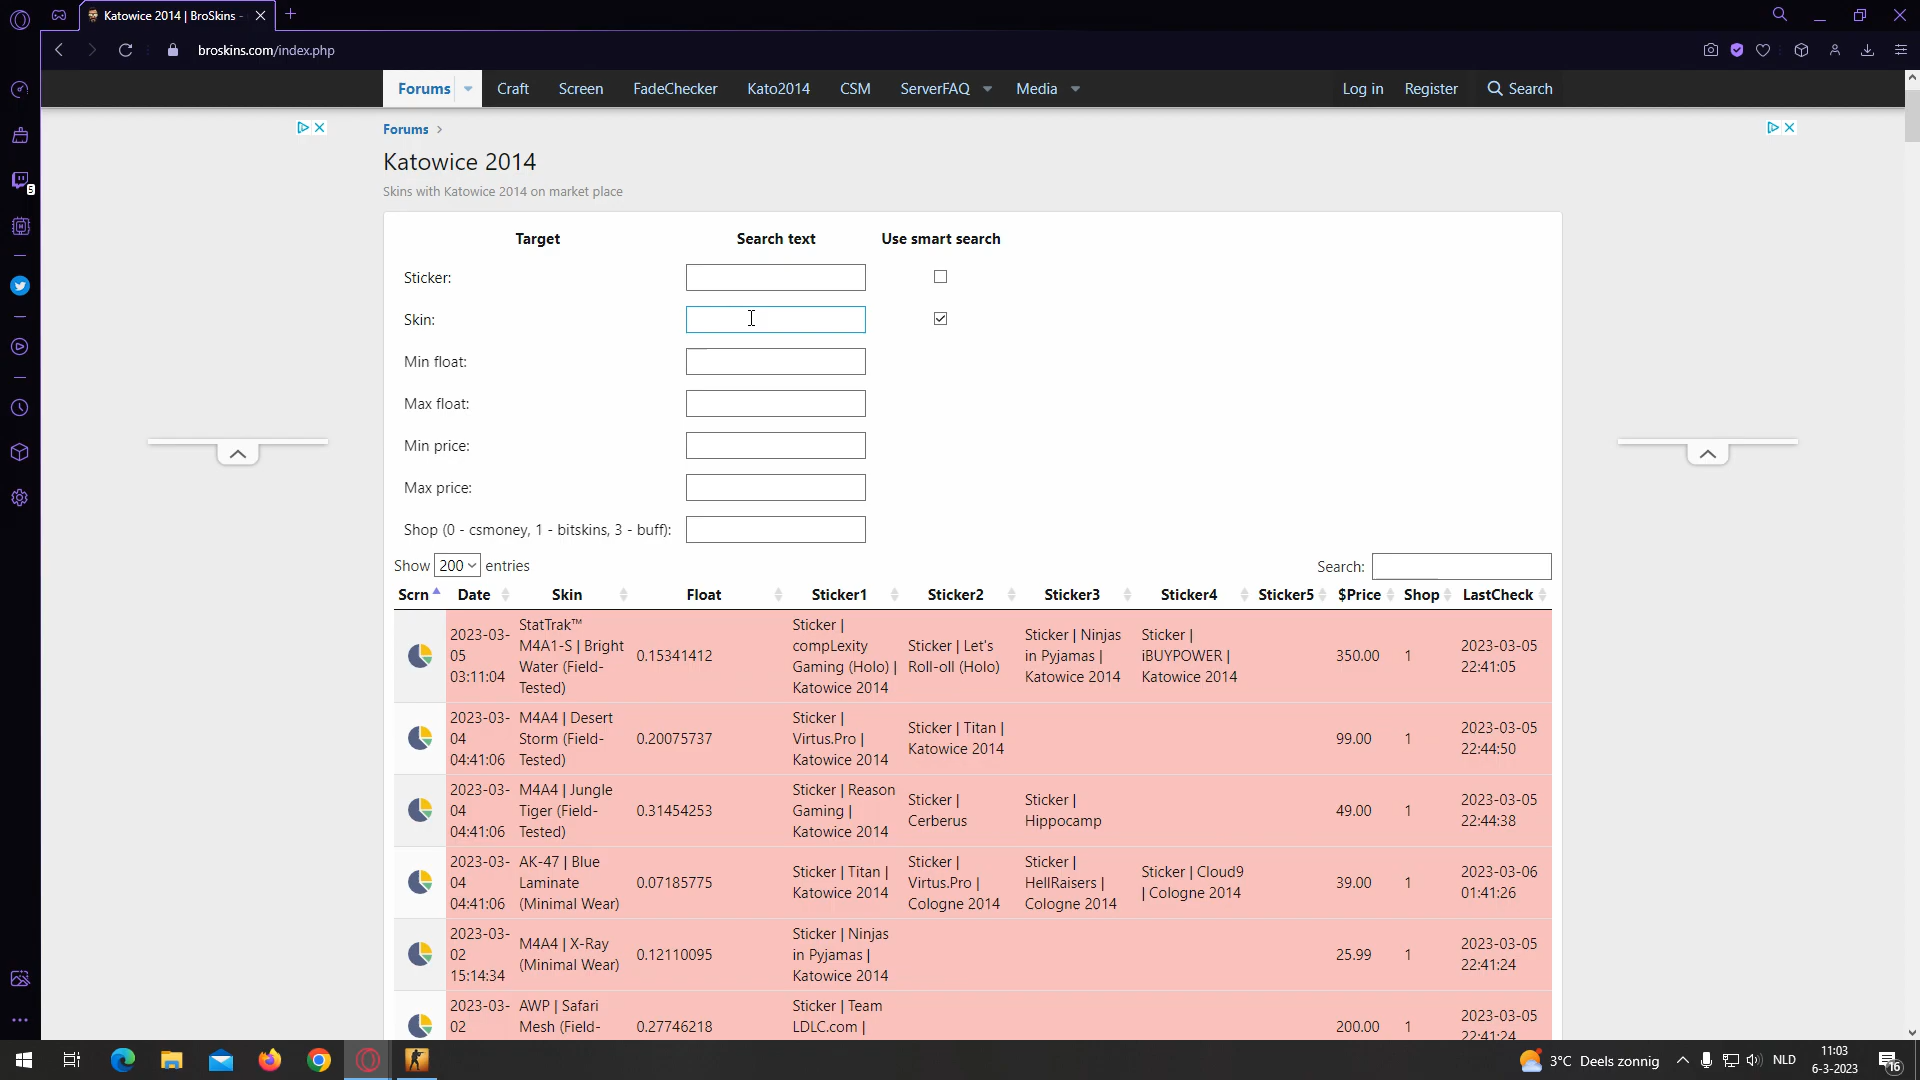 Katowice 2014 | BroSkins -
broskins.com/index.php
5
Forums
Craft
Screen
FadeChecker
Kato2014
CSM
ServerFAQ
Media
Log in
Register
Search
Forums
Katowice 2014
Skins with Katowice 2014 on market place
Target Search text Use smart search
Sticker:
Skin:
Min float:
Max float:
Min price:
Max price:
Shop (0 - csmoney, 1 - bitskins, 3 - buff):
Show 200 entries
Search:
Scrn Date Skin Float Sticker1 Sticker2 Sticker3 Sticker4 Sticker5 $Price Shop LastCheck
2023-03-
05
03:11:04
StatTrak™
M4A1-S | Bright
Water (Field-
Tested)
0.15341412
Sticker |
compLexity
Gaming (Holo) |
Katowice 2014
Sticker | Let's
Roll-oll (Holo)
Sticker | Ninjas
in Pyjamas |
Katowice 2014
Sticker |
iBUYPOWER |
Katowice 2014
350.00
1
2023-03-05
22:41:05
2023-03-
04
04:41:06
M4A4 | Desert
Storm (Field-
Tested)
0.20075737
Sticker |
Virtus.Pro |
Katowice 2014
Sticker | Titan |
Katowice 2014
99.00
1
2023-03-05
22:44:50
2023-03-
04
04:41:06
M4A4 | Jungle
Tiger (Field-
Tested)
0.31454253
Sticker | Reason
Gaming |
Katowice 2014
Sticker |
Cerberus
Sticker |
Hippocamp
49.00
1
2023-03-05
22:44:38
2023-03-
04
04:41:06
AK-47 | Blue
Laminate
(Minimal Wear)
0.07185775
Sticker | Titan |
Katowice 2014
Sticker |
Virtus.Pro |
Cologne 2014
Sticker |
HellRaisers |
Cologne 2014
Sticker | Cloud9
| Cologne 2014
39.00
1
2023-03-06
01:41:26
2023-03-
02
15:14:34
M4A4 | X-Ray
(Minimal Wear)
0.12110095
Sticker | Ninjas
in Pyjamas |
Katowice 2014
25.99
1
2023-03-05
22:41:24
2023-03-
02
AWP | Safari
Mesh (Field-
0.27746218
Sticker | Team
LDLC.com |
200.00
1
2023-03-05
22:41:24
3°C Deels zonnig
NLD
11:03
6-3-2023
16